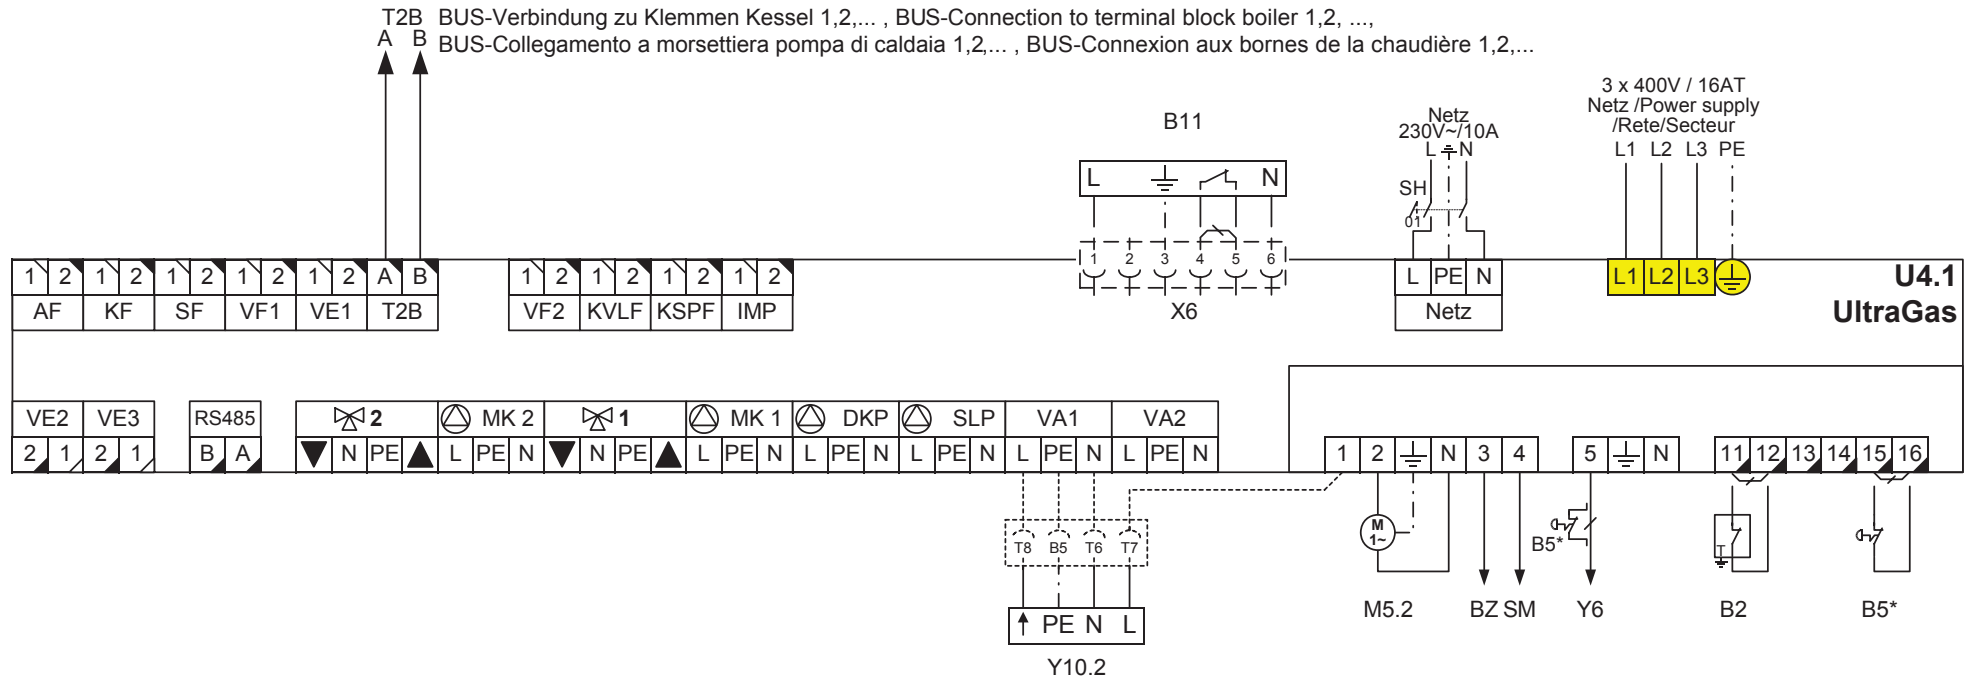 T2B BUS-Verbindung zu Klemmen Kessel 1,2,... , BUS-Connection to terminal block boiler 1,2, ...,
A B BUS-Collegamento a morsettiera pompa di caldaia 1,2,... , BUS-Connexion aux bornes de la chaudière 1,2,...
3 x 400V / 16AT
Netz /Power supply
/Rete/Secteur
L1 L2 L3 PE
Netz
230V~/10A
L N
SH
01
B11
L N
1 2 3 4 5 6
X6
1 2 1 2 1 2 1 2 1 2 A B
AF KF SF VF1 VE1 T2B
1 2 1 2 1 2 1 2
VF2 KVLF KSPF IMP
L PE N
Netz
L1 L2 L3
U4.1
UltraGas
VE2 VE3 RS485 2 MK 2 1 MK 1 DKP SLP VA1 VA2
2 1 2 1 B A N PE L PE N N PE L PE N L PE N L PE N L PE N L PE N
1 2 N 3 4 5 N 11 12 13 14 15 16
T8 B5 T6 T7
M
1~
B5*
T
PE N L
Y10.2
M5.2 BZ SM Y6 B2 B5*